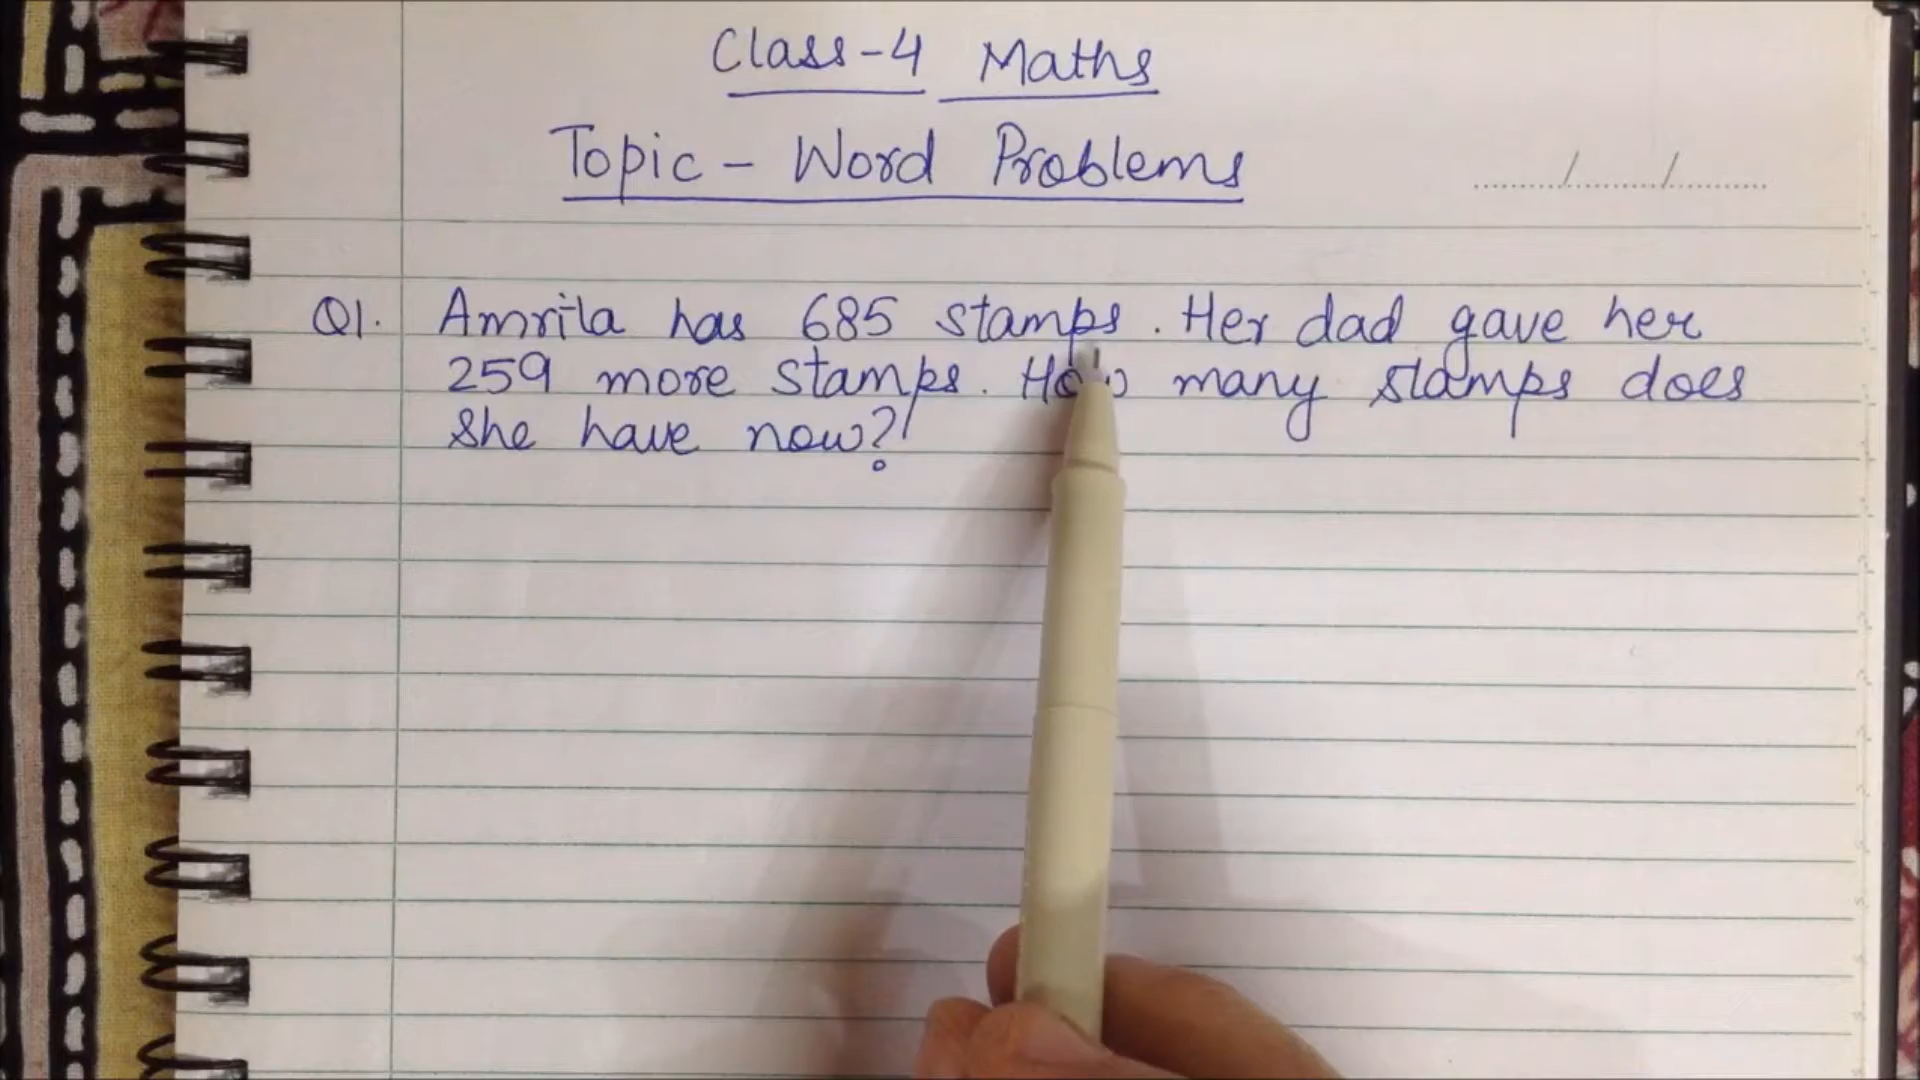 Class-4 Maths
Topic - Word Problems
Q1. Amrita has 685 stamps. Her dad gave her
259 more stamps. How many stamps does
she have now?